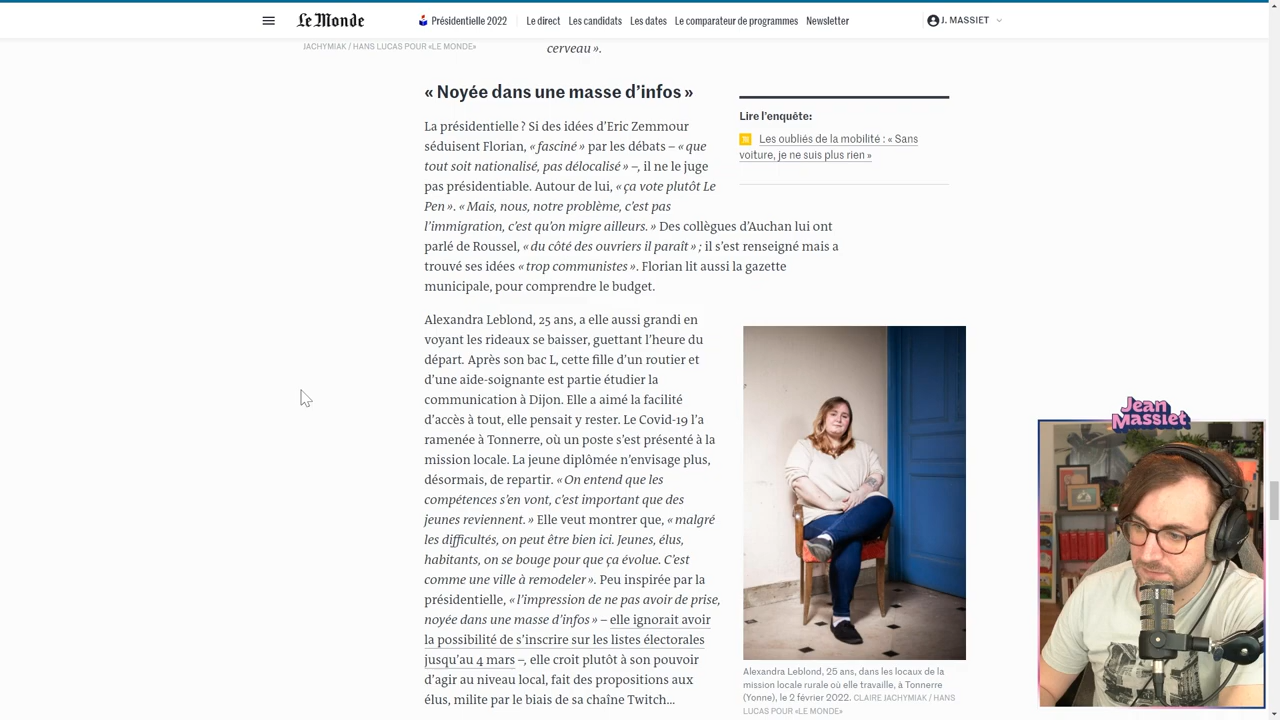 Le Monde
Présidentielle 2022
Le direct
Les candidats
Les dates
Le comparateur de programmes
Newsletter
J. MASSIET
JACHYMIAK / HANS LUCAS POUR «LE MONDE»
cerveau ».
« Noyée dans une masse d’infos »
La présidentielle ? Si des idées d’Eric Zemmour
séduisent Florian, « fasciné » par les débats – « que
tout soit nationalisé, pas délocalisé » –, il ne le juge
pas présidentiable. Autour de lui, « ça vote plutôt Le
Pen ». « Mais, nous, notre problème, c’est pas
l’immigration, c’est qu’on migre ailleurs. » Des collègues d’Auchan lui ont
parlé de Roussel, « du côté des ouvriers il paraît » ; il s’est renseigné mais a
trouvé ses idées « trop communistes ». Florian lit aussi la gazette
municipale, pour comprendre le budget.
Lire l’enquête:
Les oubliés de la mobilité : « Sans
voiture, je ne suis plus rien »
Alexandra Leblond, 25 ans, a elle aussi grandi en
voyant les rideaux se baisser, guettant l’heure du
départ. Après son bac L, cette fille d’un routier et
d’une aide-soignante est partie étudier la
communication à Dijon. Elle a aimé la facilité
d’accès à tout, elle pensait y rester. Le Covid-19 l’a
ramenée à Tonnerre, où un poste s’est présenté à la
mission locale. La jeune diplômée n’envisage plus,
désormais, de repartir. « On entend que les
compétences s’en vont, c’est important que des
jeunes reviennent. » Elle veut montrer que, « malgré
les difficultés, on peut être bien ici. Jeunes, élus,
habitants, on se bouge pour que ça évolue. C’est
comme une ville à remodeler ». Peu inspirée par la
présidentielle, « l’impression de ne pas avoir de prise,
noyée dans une masse d’infos » – elle ignorait avoir
la possibilité de s’inscrire sur les listes électorales
jusqu’au 4 mars –, elle croît plutôt à son pouvoir
d’agir au niveau local, fait des propositions aux
élus, milite par le biais de sa chaîne Twitch…
Alexandra Leblond, 25 ans, dans les locaux de la
mission locale rurale où elle travaille, à Tonnerre
(Yonne), le 2 février 2022. CLAIRE JACHYMIAK / HANS
LUCAS POUR «LE MONDE»
Jean
Massiet